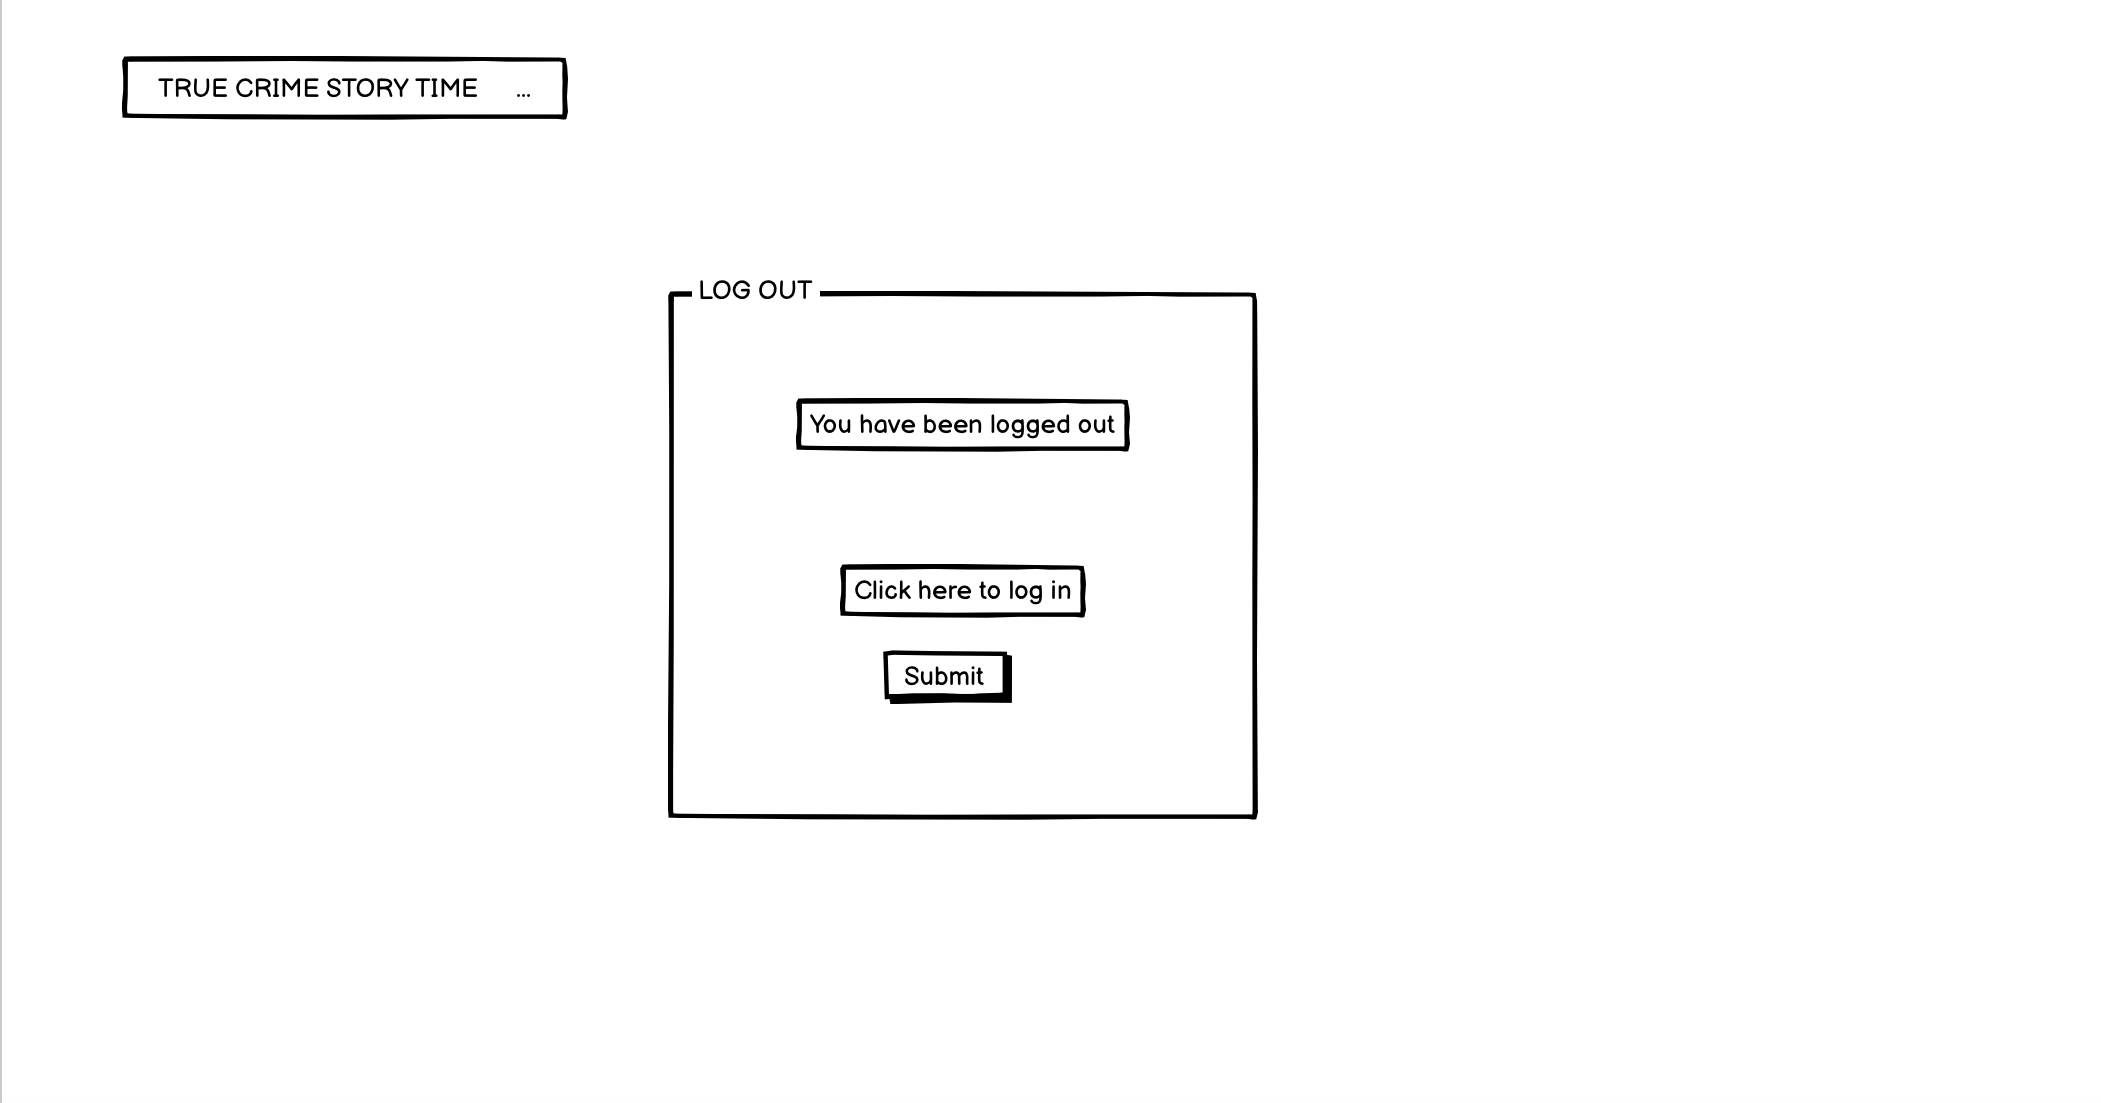 TRUE CRIME STORY TIME ...
LOG OUT
You have been logged out
Click here to log in
Submit